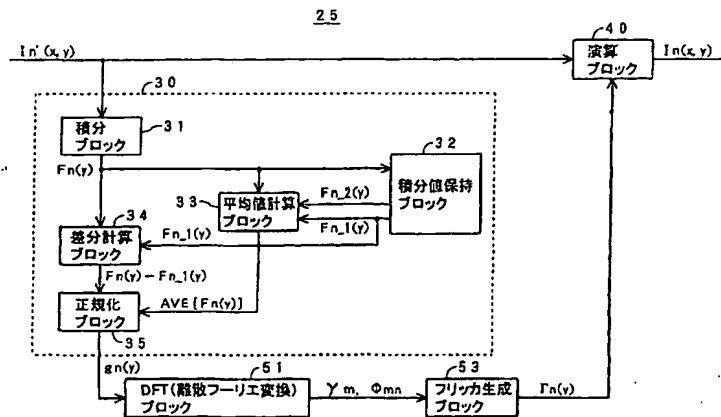 25
40
In'(x,y)
演算
ブロック
In(x,y)
30
積分
ブロック
31
32
積分値保持
ブロック
Fn(y)
33
平均値計算
ブロック
Fn_2(y)
Fn_1(y)
34
差分計算
ブロック
Fn_1(y)
Fn(y)-Fn_1(y)
正規化
ブロック
AVE[Fn(y)]
35
gn(y)
51
53
DFT(離散フーリエ変換)
ブロック
γm, Φmn
フリッカ生成
ブロック
Γn(y)